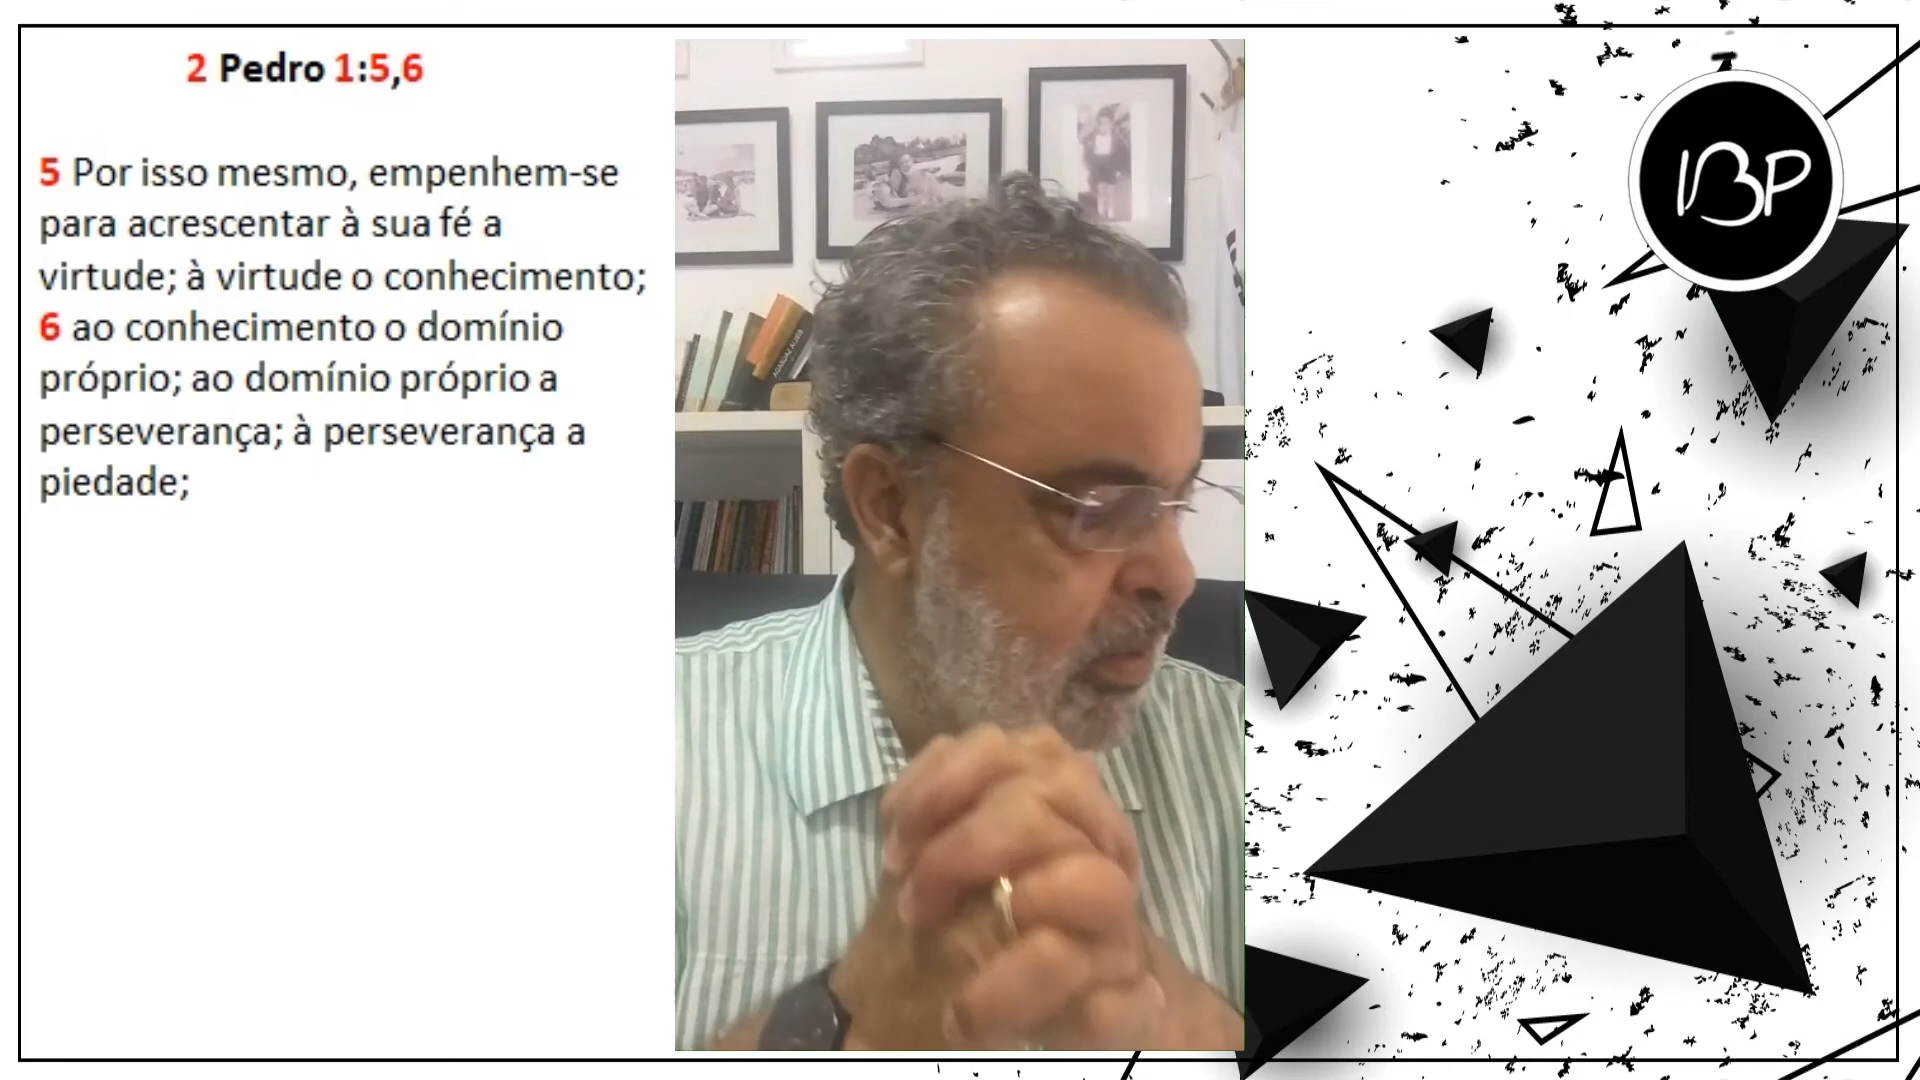 2 Pedro 1:5,6
5 Por isso mesmo, empenhem-se
para acrescentar à sua fé a
virtude; à virtude o conhecimento;
6 ao conhecimento o domínio
próprio; ao domínio próprio a
perseverança; à perseverança a
piedade;
IBP